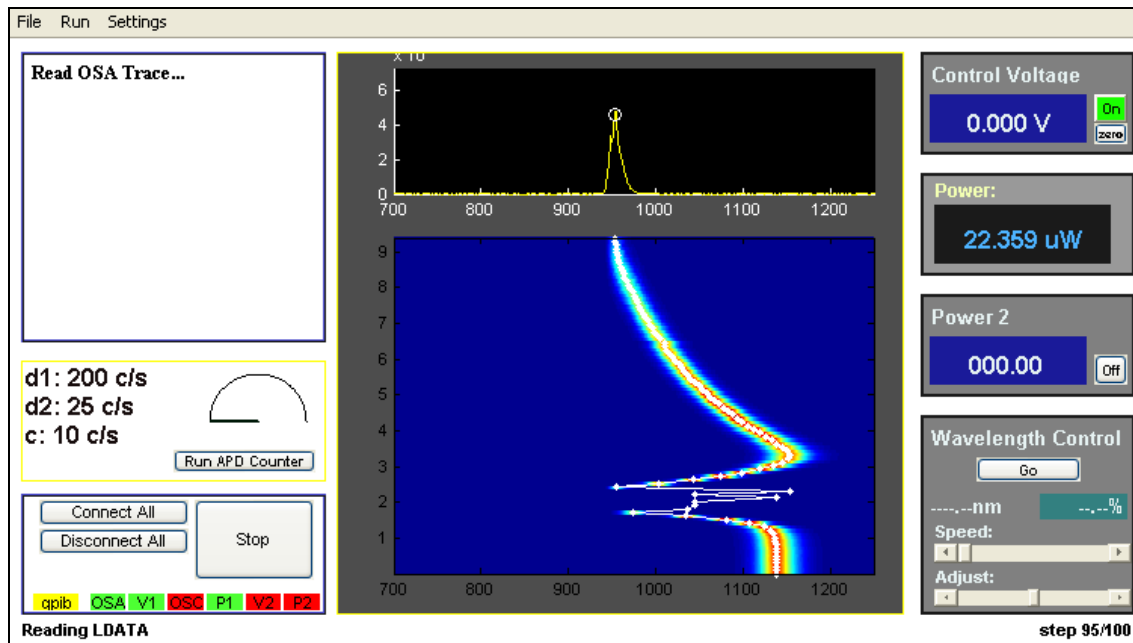 File Run Settings
Read OSA Trace...
d1: 200 c/s
d2: 25 c/s
c: 10 c/s
Run APD Counter
Connect All
Disconnect All
Stop
qpib OSA V1 OSC P1 V2 P2
Reading LDATA
x 10
6
4
2
0
700 800 900 1000 1100 1200
9
8
7
6
5
4
3
2
1
700 800 900 1000 1100 1200
Control Voltage
0.000 V
On
zero
Power:
22.359 uW
Power 2
000.00
Off
Wavelength Control
Go
----.--nm --.--%
Speed:
Adjust:
step 95/100